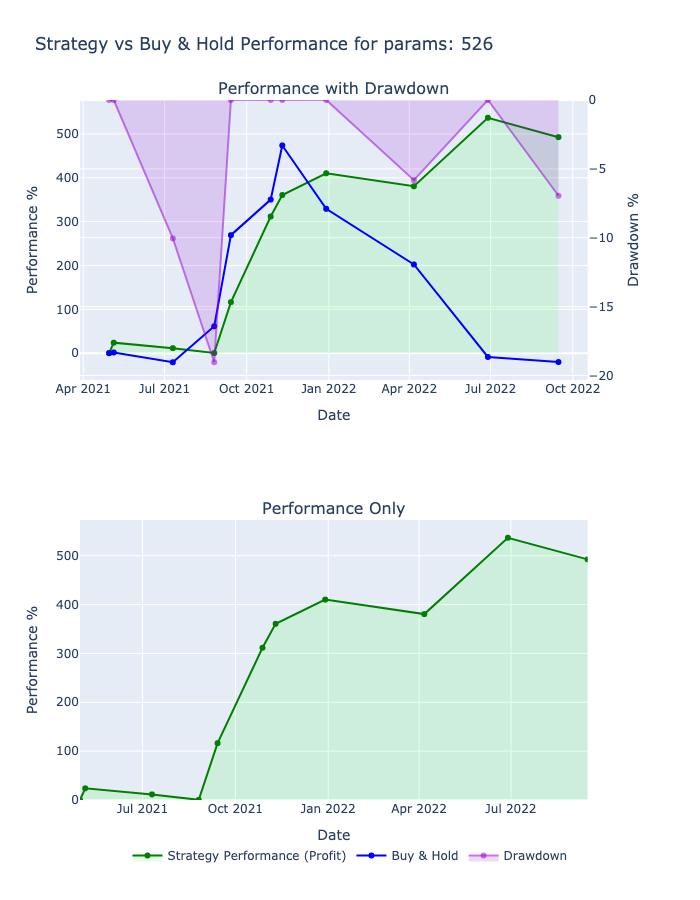 Strategy vs Buy & Hold Performance for params: 526
Performance with Drawdown
500
400
300
200
100
0
Performance %
0
−5
−10
−15
−20
Drawdown %
Apr 2021 Jul 2021 Oct 2021 Jan 2022 Apr 2022 Jul 2022 Oct 2022
Date
Performance Only
500
400
300
200
100
0
Performance %
Jul 2021 Oct 2021 Jan 2022 Apr 2022 Jul 2022
Date
Strategy Performance (Profit) Buy & Hold Drawdown